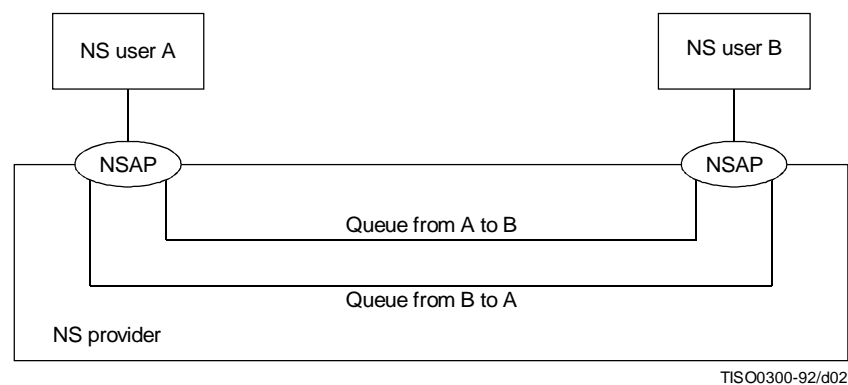 NS user A
NS user B
NSAP
NSAP
Queue from A to B
Queue from B to A
NS provider
TISO0300-92/d02